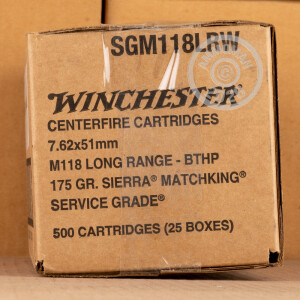 SGM118LRW
WINCHESTER
CENTERFIRE CARTRIDGES
7.62x51mm
M118 LONG RANGE - BTHP
175 GR. SIERRA® MATCHKING®
SERVICE GRADE®
500 CARTRIDGES (25 BOXES)